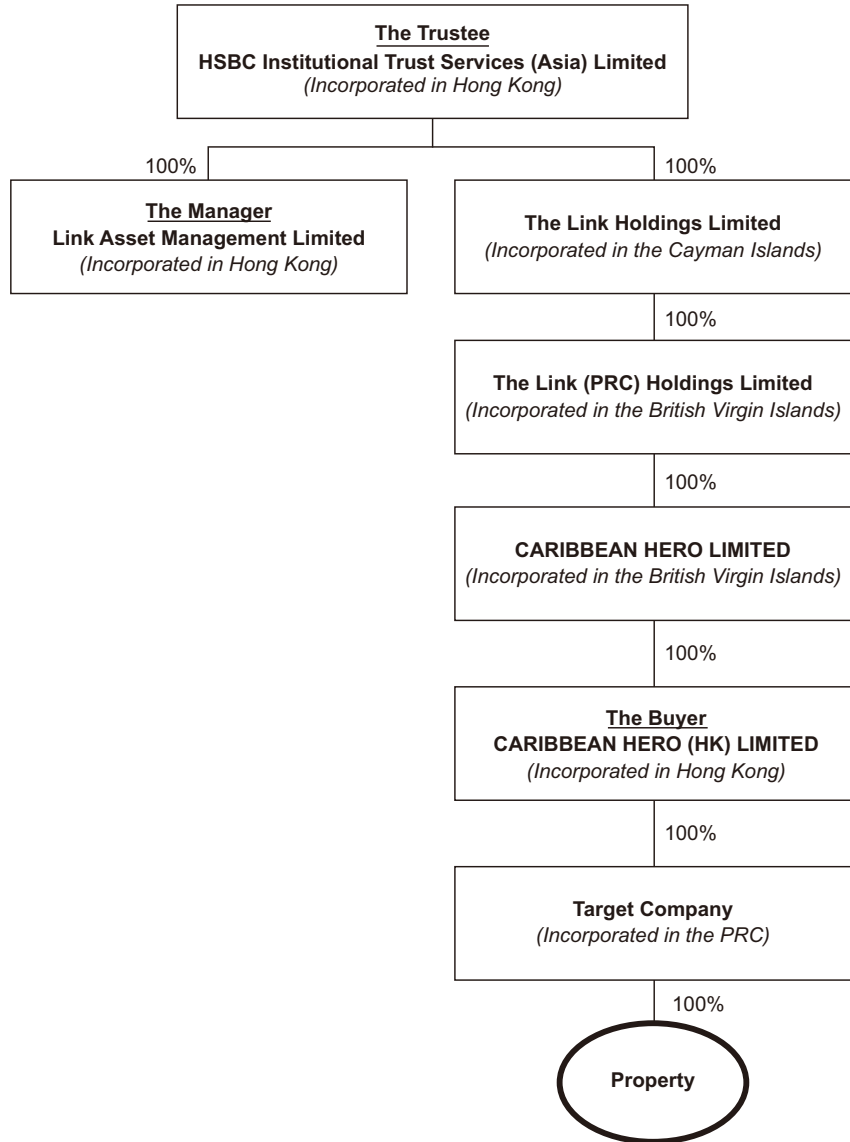 The Trustee
HSBC Institutional Trust Services (Asia) Limited
(Incorporated in Hong Kong)
100%
100%
The Manager
Link Asset Management Limited
(Incorporated in Hong Kong)
The Link Holdings Limited
(Incorporated in the Cayman Islands)
100%
The Link (PRC) Holdings Limited
(Incorporated in the British Virgin Islands)
100%
CARIBBEAN HERO LIMITED
(Incorporated in the British Virgin Islands)
100%
The Buyer
CARIBBEAN HERO (HK) LIMITED
(Incorporated in Hong Kong)
100%
Target Company
(Incorporated in the PRC)
100%
Property